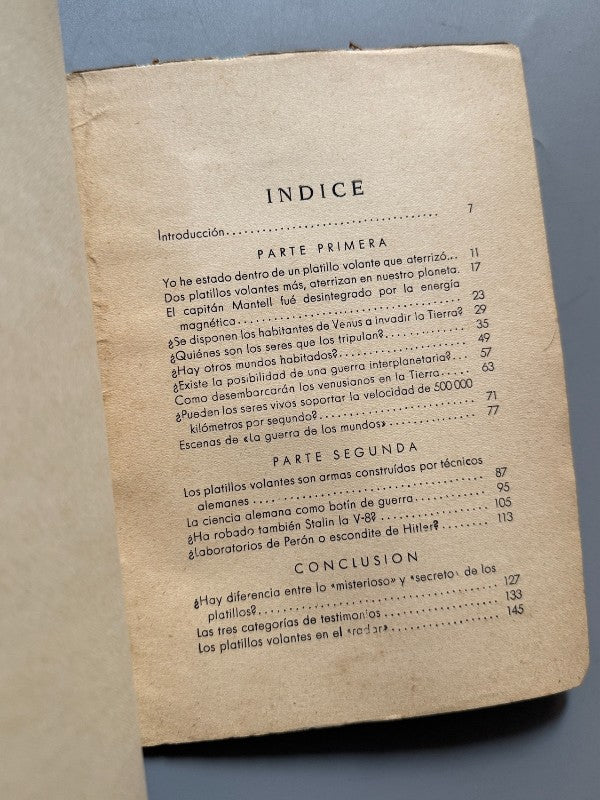 INDICE
Introducción................................... 7
PARTE PRIMERA
Yo he estado dentro de un platillo volante que aterrizó... 11
Dos platillos volantes más, aterrizan en nuestro planeta. 17
El capitán Mantell fué desintegrado por la energía
magnética................................... 23
¿Se disponen los habitantes de Venus a invadir la Tierra? 29
¿Quiénes son los seres que los tripulan?............ 35
¿Hay otros mundos habitados?.................... 49
¿Existe la posibilidad de una guerra interplanetaria?... 57
Como desembarcarán los venusianos en la Tierra..... 63
¿Pueden los seres vivos soportar la velocidad de 500 000
kilómetros por segundo?...................... 71
Escenas de «La guerra de los mundos»............. 77
PARTE SEGUNDA
Los platillos volantes son armas construídas por técnicos
alemanes .................................. 87
La ciencia alemana como botín de guerra........... 95
¿Ha robado también Stalin la V-8?................. 105
¿Laboratorios de Perón o escondite de Hitler?........ 113
CONCLUSION
¿Hay diferencia entre lo «misterioso» y «secreto» de los
platillos?................................... 127
Las tres categorías de testimonios................. 133
Los platillos volantes en el «radar»................ 145